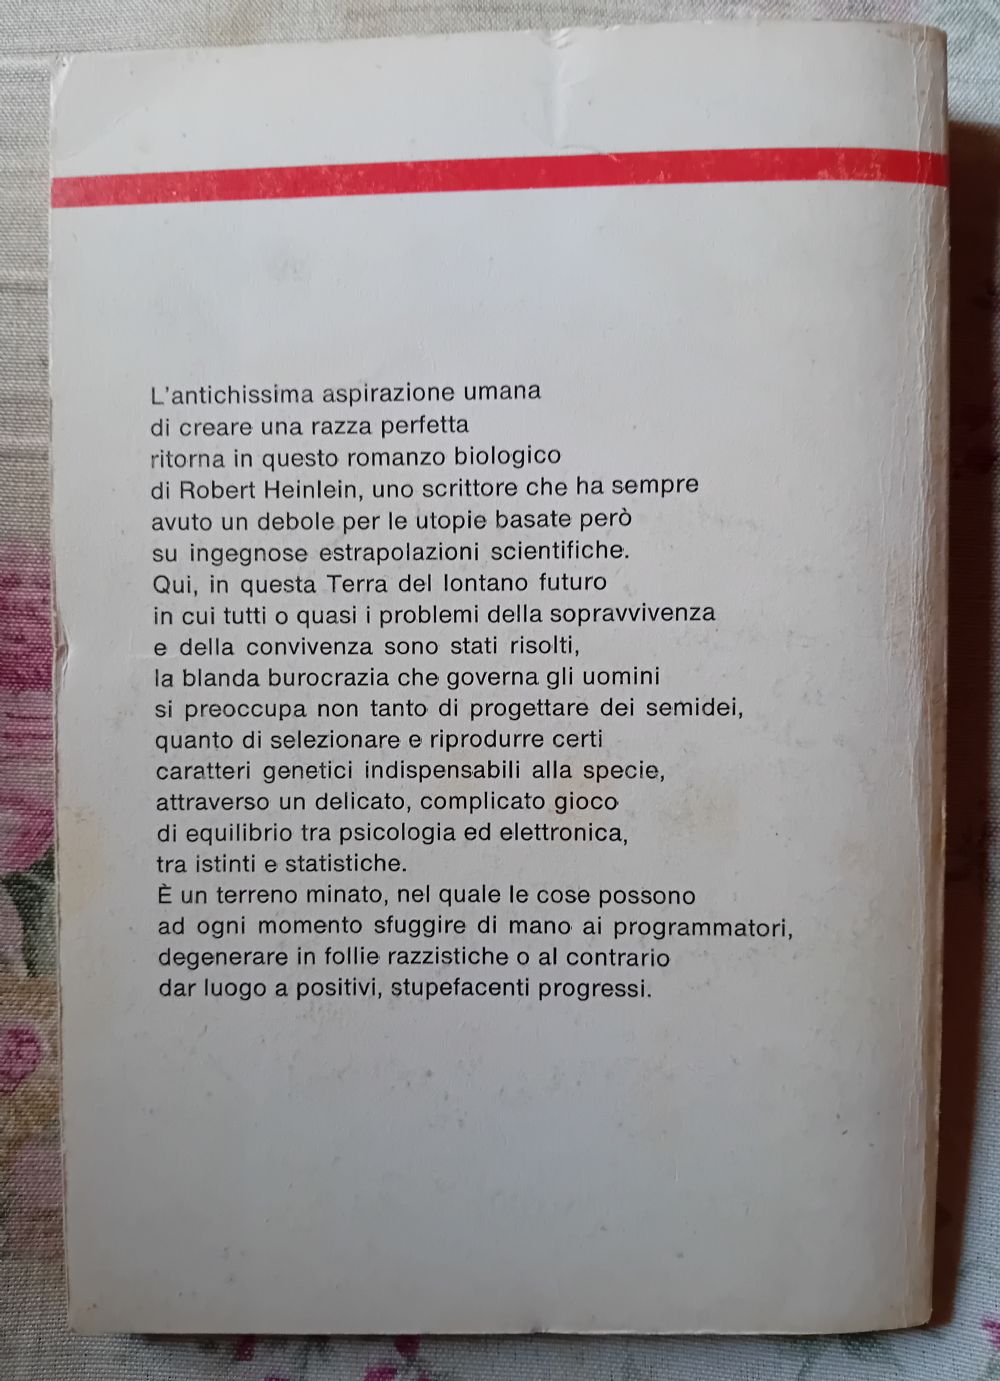 L'antichissima aspirazione umana
di creare una razza perfetta
ritorna in questo romanzo biologico
di Robert Heinlein, uno scrittore che ha sempre
avuto un debole per le utopie basate però
su ingegnose estrapolazioni scientifiche.
Qui, in questa Terra del lontano futuro
in cui tutti o quasi i problemi della sopravvivenza
e della convivenza sono stati risolti,
la blanda burocrazia che governa gli uomini
si preoccupa non tanto di progettare dei semidei,
quanto di selezionare e riprodurre certi
caratteri genetici indispensabili alla specie,
attraverso un delicato, complicato gioco
di equilibrio tra psicologia ed elettronica,
tra istinti e statistiche.
È un terreno minato, nel quale le cose possono
ad ogni momento sfuggire di mano ai programmatori,
degenerare in follie razzistiche o al contrario
dar luogo a positivi, stupefacenti progressi.